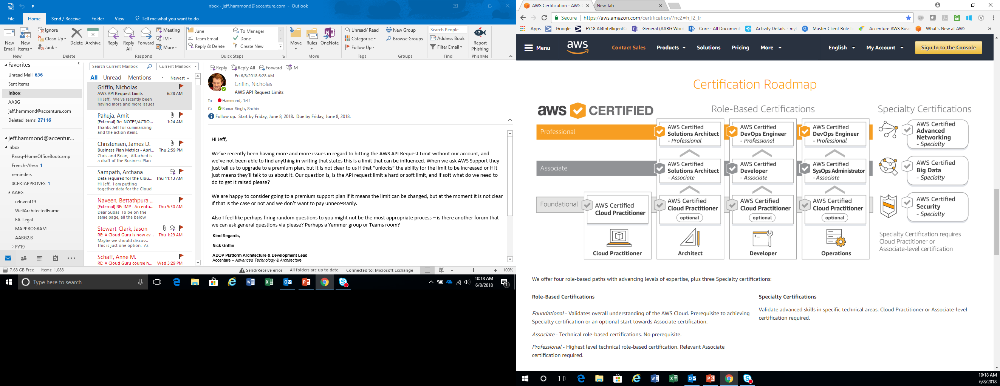 Inbox - jeff.hammond@accenture.com - Outlook
File Home Send / Receive Folder View Tell me what you want to do
New Email
New Items
New
Ignore
Clean Up
Junk
Delete
Archive
Delete
Reply
Reply All
Forward
Meeting
IM
More
Respond
June
Team Email
Reply & Delete
To Manager
Done
Create New
Quick Steps
Move
Rules
OneNote
Move
Unread/ Read
Categorize
Follow Up
Tags
New Group
Browse Groups
Groups
Search People
Address Book
Filter Email
Find
Report Phishing
PhishMe
Favorites
Unread Mail 636
Sent Items
Inbox
AABG
jeff.hammond@accenture.com
Deleted Items 27116
jeff.hammond@accentur...
Inbox
Parag-HomeOfficeBootcamp
French-Alexa 1
reminders
0CERTAPPROVES 1
AABG
reInvent19
WellArchitectedFrame
EA-Legal
MAPPROGRAM
AABG2.B
FY19
Search Current Mailbox Current Mailbox
All Unread Mentions Newest
Griffin, Nicholas
AWS API Request Limits 6:28 AM
Hi Jeff, We've recently been
having more and more issues
Pahuja, Amit
[External] Re: NOTES/ACTIO... 1:24 AM
Thanks Jeff for summarizing
and the action items.
Christensen, James D.
Business Plan Metrics - Apri... Thu 2:59 PM
Chris and Brian, Attached is
a draft of the Business Plan
Sampath, Archana
Data required for the Clou... Thu 11:13 AM
Hi Jeff, I am putting
together data for the Cloud
Naveen, Bettathpura ...
[External] RE: IMP - Accentu... Thu 5:30 AM
Dear Subas To be on the
same page, all the below
Stewart-Clark, Jason
RE: A Cloud Guru is now av... Thu 1:29 AM
Maybe we should discuss.
This is just one option. As
Schaff, Anne M.
RE: A Cloud Guru course h... Wed 3:29 PM
Reply Reply All Forward IM
Fri 6/8/2018 6:28 AM
Griffin, Nicholas
AWS API Request Limits
To Hammond, Jeff
Cc Kumar Singh, Sachin
Follow up. Start by Friday, June 8, 2018. Due by Friday, June 8, 2018.
Hi Jeff,
We've recently been having more and more issues in regard to hitting the AWS API Request Limit without our account, and
we've not been able to find anything in writing that states this is a limit that can be influenced. When we ask AWS Support they
just tell us to upgrade to a premium plan, but it is not clear to us if that “unlocks” the ability for the limit to be increased or if it
just means they'll talk to us about it. Our question is, is the API request limit a hard or soft limit, and if soft what do we need to
do to get it raised please?
We are happy to consider going to a premium support plan if it means the limit can be changed, but at the moment it is not clear
if that is the case or not and we don't want to pay unnecessarily.
Also I feel like perhaps firing random questions to you might not be the most appropriate process – is there another forum that
we can ask general questions via please? Perhaps a Yammer group or Teams room?
Kind Regards,
Nick Griffin
ADOP Platform Architecture & Development Lead
Accenture – Advanced Technology & Architecture
7.68 GB Free Items: 1,083 Send/Receive error All folders are up to date. Connected to: Microsoft Exchange 100%
Type here to search
10:18 AM
6/8/2018
1
AWS Certification - AWS New Tab
Secure https://aws.amazon.com/certification/?nc2=h_l2_tr
Apps Google FY18 AI4IntelligentC General (AABG Word Core - All Document Activity Details - myl Master Client Role Lo Accenture AWS Busi What's New at AWS
Menu aws Contact Sales Products Solutions Pricing More English My Account Sign In to the Console
Certification Roadmap
aws CERTIFIED
Role-Based Certifications
Specialty Certifications
Professional
AWS Certified
Solutions Architect
- Professional
AWS Certified
DevOps Engineer
- Professional
AWS Certified
DevOps Engineer
- Professional
AWS Certified
Advanced
Networking
- Specialty
Associate
AWS Certified
Solutions Architect
- Associate
AWS Certified
Developer
- Associate
AWS Certified
SysOps Administrator
- Associate
AWS Certified
Big Data
- Specialty
Foundational
AWS Certified
Cloud Practitioner
AWS Certified
Cloud Practitioner
optional
AWS Certified
Cloud Practitioner
optional
AWS Certified
Cloud Practitioner
optional
AWS Certified
Security
- Specialty
Cloud Practitioner
Architect
Developer
Operations
Specialty Certification requires
Cloud Practitioner or
Associate-level certification
We offer four role-based paths with advancing levels of expertise, plus three Specialty certifications:
Role-Based Certifications
Foundational - Validates overall understanding of the AWS Cloud. Prerequisite to achieving
Specialty certification or an optional start towards Associate certification.
Associate - Technical role-based certifications. No prerequisite.
Professional - Highest level technical role-based certification. Relevant Associate
certification required.
Specialty Certifications
Validate advanced skills in specific technical areas. Cloud Practitioner or Associate-level
certification required.
10:18 AM
6/8/2018